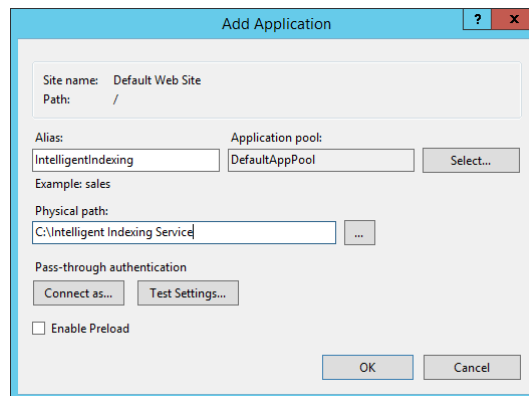 Add Application
?
x
Site name: Default Web Site
Path: /
Alias: Application pool:
IntelligentIndexing DefaultAppPool Select...
Example: sales
Physical path:
C:\Intelligent Indexing Service ...
Pass-through authentication
Connect as... Test Settings...
Enable Preload
OK Cancel